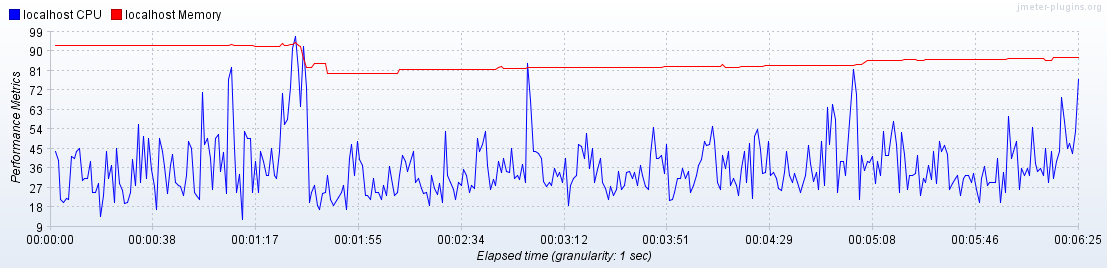 jmeter-plugins.org
localhost CPU localhost Memory
99
90
81
72
63
54
45
36
27
18
9
Performance Metrics
00:00:00 00:00:38 00:01:17 00:01:55 00:02:34 00:03:12 00:03:51 00:04:29 00:05:08 00:05:46 00:06:25
Elapsed time (granularity: 1 sec)